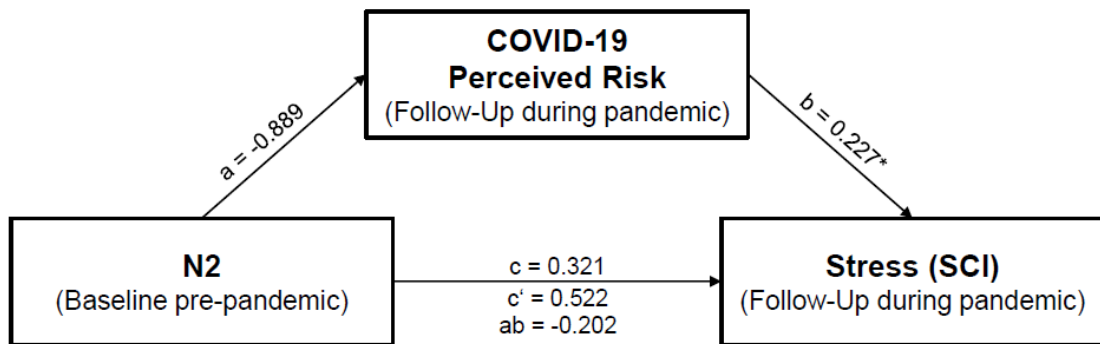 COVID-19
Perceived Risk
(Follow-Up during pandemic)
a = -0.889
b = 0.227*
N2
(Baseline pre-pandemic)
c = 0.321
c‘ = 0.522
ab = -0.202
Stress (SCI)
(Follow-Up during pandemic)